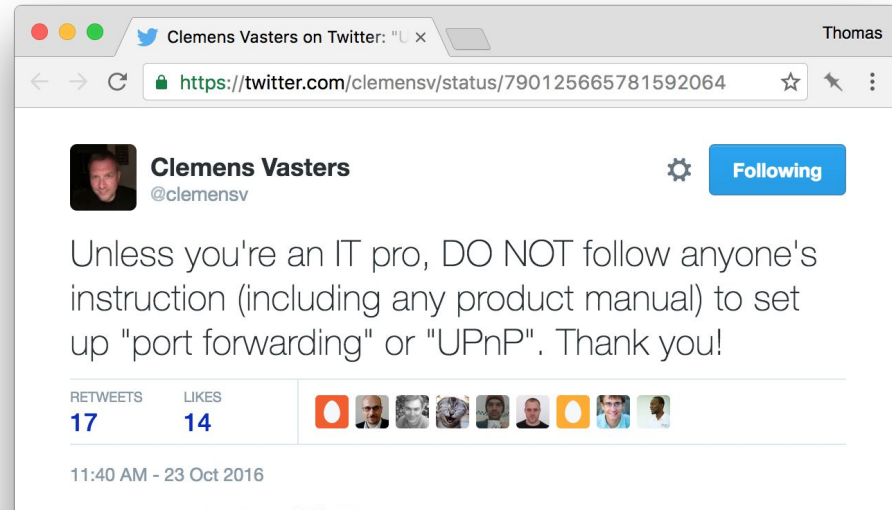 Clemens Vasters on Twitter: "U
Thomas
https://twitter.com/clemensv/status/790125665781592064
Clemens Vasters
@clemensv
Following
Unless you're an IT pro, DO NOT follow anyone's
instruction (including any product manual) to set
up "port forwarding" or "UPnP". Thank you!
RETWEETS LIKES
17 14
11:40 AM - 23 Oct 2016